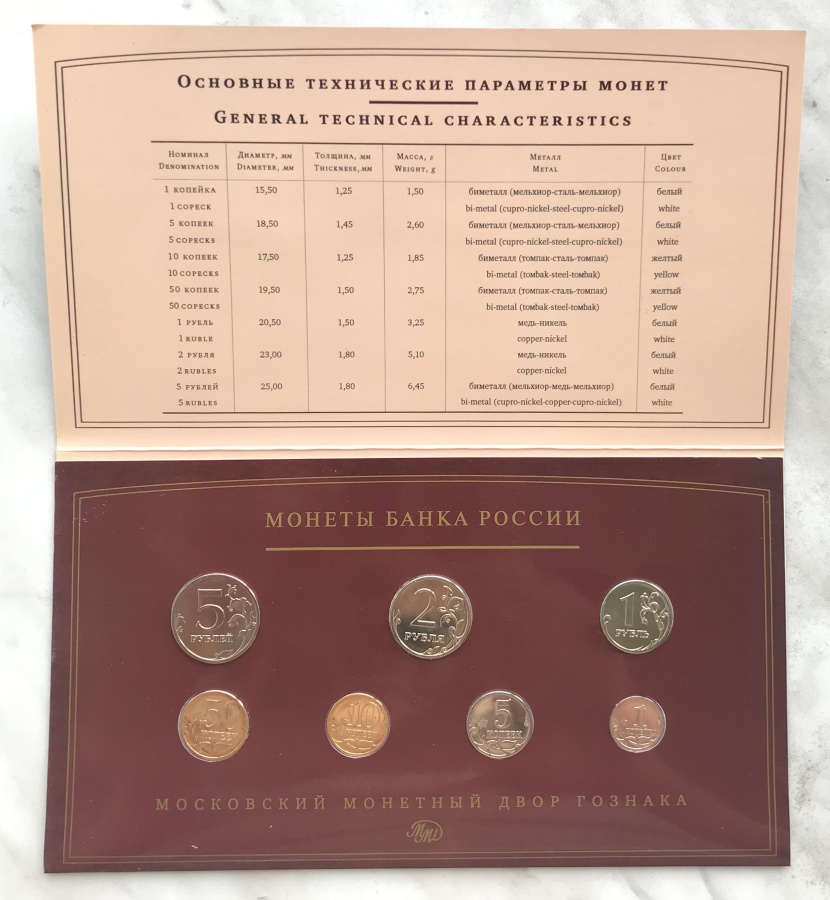 Основные технические параметры монет
General technical characteristics
Номинал Диаметр, мм Толщина, мм Масса, г Металл Цвет
Denomination Diameter, мм Thickness, мм Weight, g Metal Colour
1 копейка 15,50 1,25 1,50 биметалл (мельхиор-сталь-мельхиор) белый
1 copeck bi-metal (cupro-nickel-steel-cupro-nickel) white
5 копеек 18,50 1,45 2,60 биметалл (мельхиор-сталь-мельхиор) белый
5 copecks bi-metal (cupro-nickel-steel-cupro-nickel) white
10 копеек 17,50 1,25 1,85 биметалл (томпак-сталь-томпак) желтый
10 copecks bi-metal (tombak-steel-tombak) yellow
50 копеек 19,50 1,50 2,75 биметалл (томпак-сталь-томпак) желтый
50 copecks bi-metal (tombak-steel-tombak) yellow
1 рубль 20,50 1,50 3,25 медь-никель белый
1 ruble copper-nickel white
2 рубля 23,00 1,80 5,10 медь-никель белый
2 rubles copper-nickel white
5 рублей 25,00 1,80 6,45 биметалл (мельхиор-медь-мельхиор) белый
5 rubles bi-metal (cupro-nickel-copper-cupro-nickel) white
МОНЕТЫ БАНКА РОССИИ
5 2 1
РУБЛЕЙ РУБЛЯ РУБЛЬ
5 10 5 1
КОПЕЕК КОПЕЕК КОПЕЕК
МОСКОВСКИЙ МОНЕТНЫЙ ДВОР ГОЗНАКА
ММД